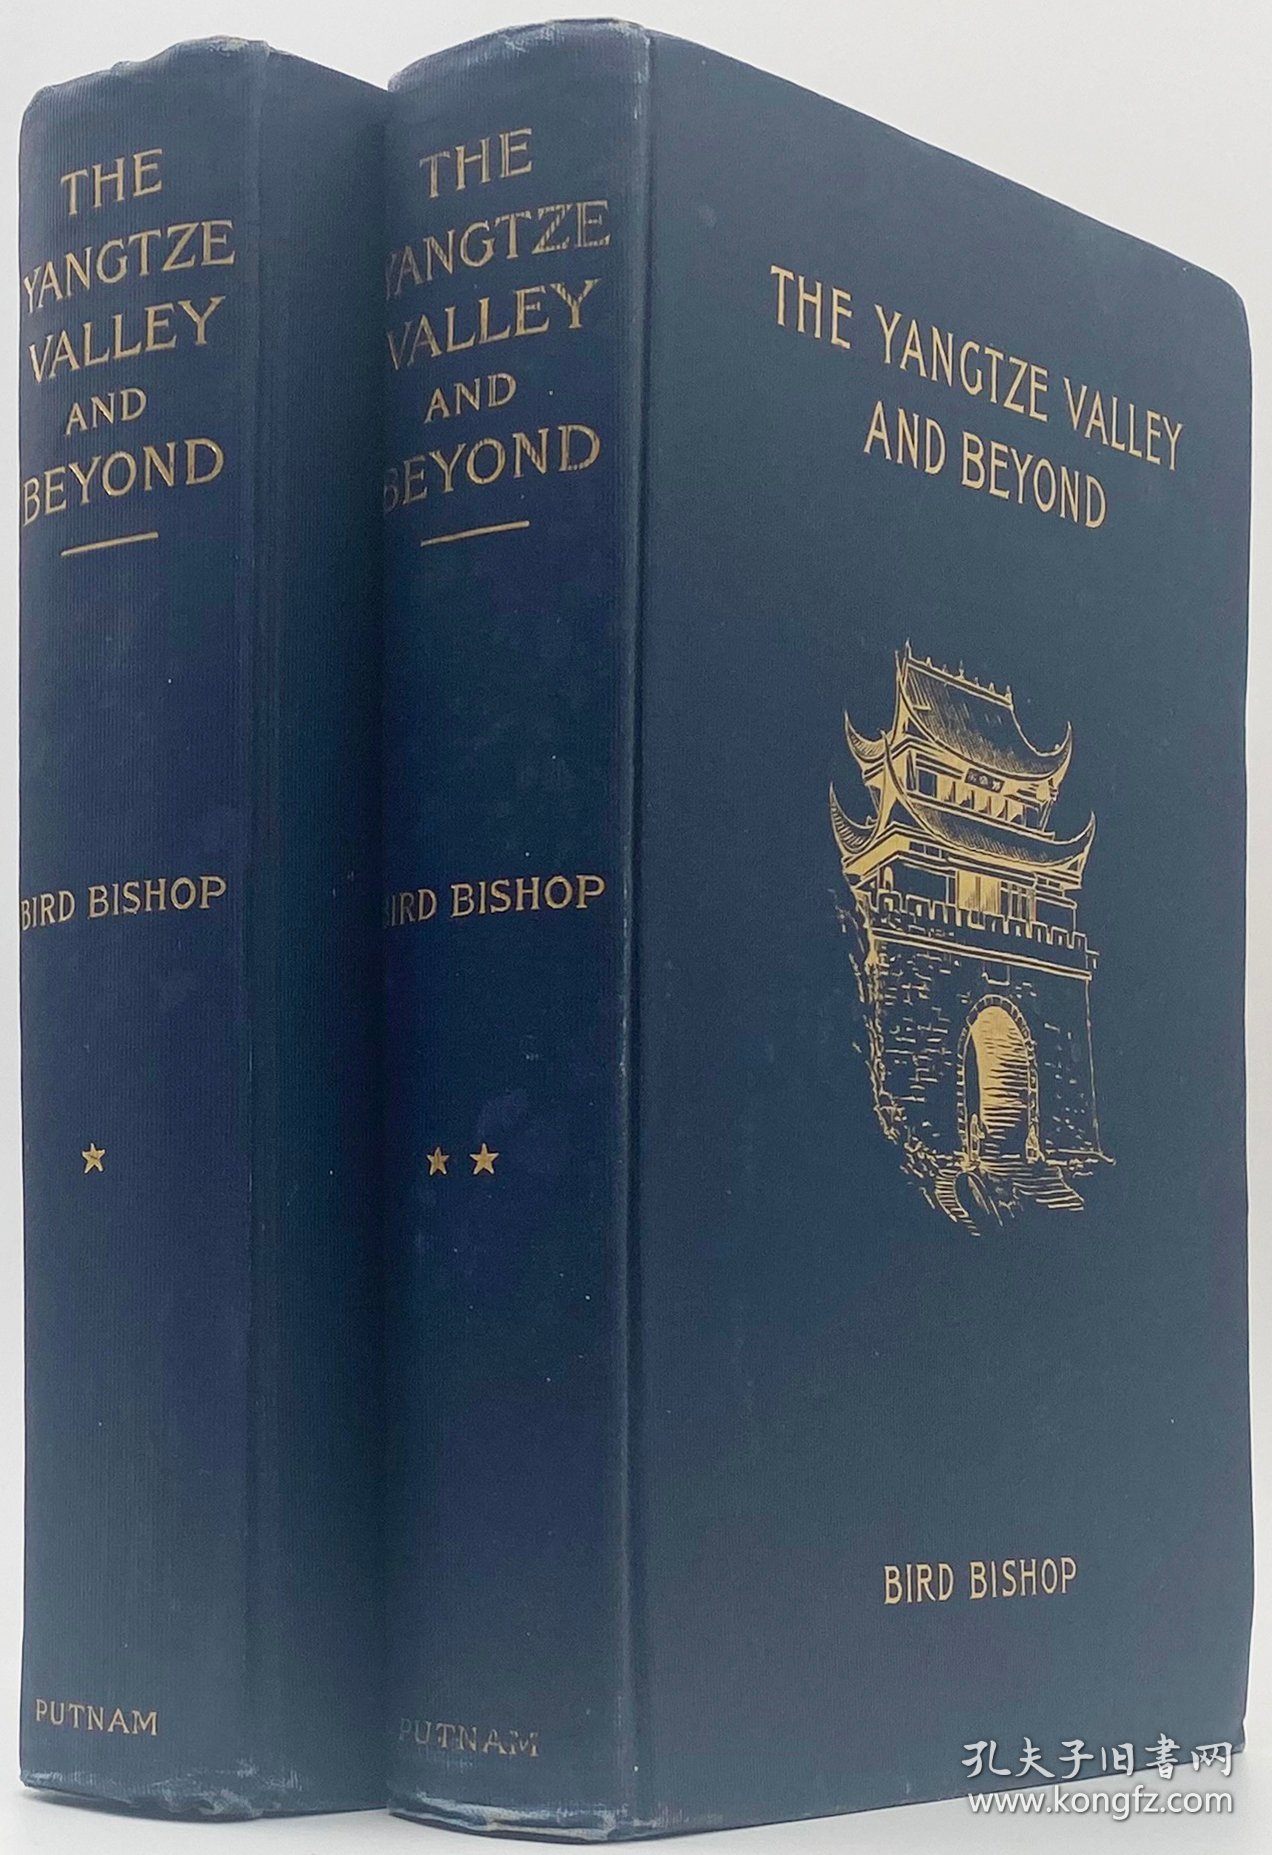 THE
YANGTZE
VALLEY
AND
BEYOND
BIRD BISHOP
PUTNAM
THE
YANGTZE
VALLEY
AND
BEYOND
BIRD BISHOP
PUTNAM
THE YANGTZE VALLEY
AND BEYOND
BIRD BISHOP
孔夫子旧書网
www.kongfz.com